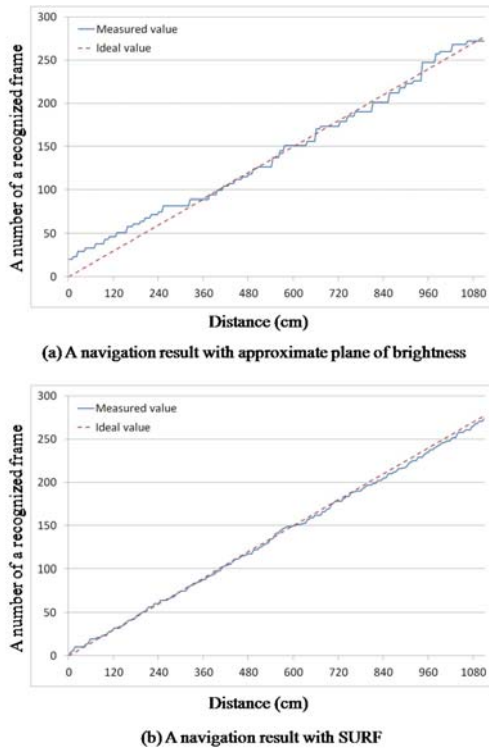 300
250
200
150
100
50
0
Measured value
Ideal value
A number of a recognized frame
0 120 240 360 480 600 720 840 960 1080
Distance (cm)
(a) A navigation result with approximate plane of brightness
300
250
200
150
100
50
0
Measured value
Ideal value
A number of a recognized frame
0 120 240 360 480 600 720 840 960 1080
Distance (cm)
(b) A navigation result with SURF